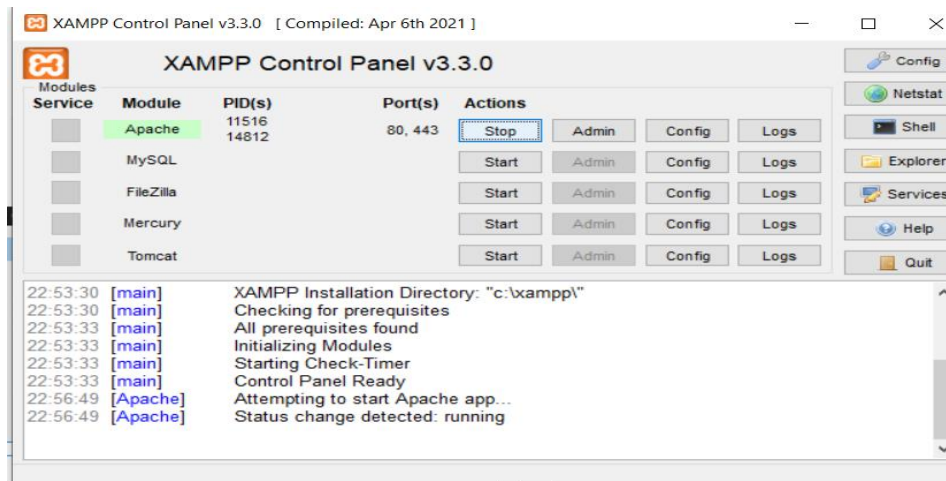 XAMPP Control Panel v3.3.0 [ Compiled: Apr 6th 2021 ]
XAMPP Control Panel v3.3.0
Config
Modules
Netstat
Service Module PID(s) Port(s) Actions
Apache 11516 14812 80, 443 Stop Admin Config Logs
Shell
MySQL Start Admin Config Logs
Explorer
FileZilla Start Admin Config Logs
Services
Mercury Start Admin Config Logs
Help
Tomcat Start Admin Config Logs
Quit
22:53:30 [main] XAMPP Installation Directory: "c:\xampp\"
22:53:30 [main] Checking for prerequisites
22:53:33 [main] All prerequisites found
22:53:33 [main] Initializing Modules
22:53:33 [main] Starting Check-Timer
22:53:33 [main] Control Panel Ready
22:56:49 [Apache] Attempting to start Apache app...
22:56:49 [Apache] Status change detected: running